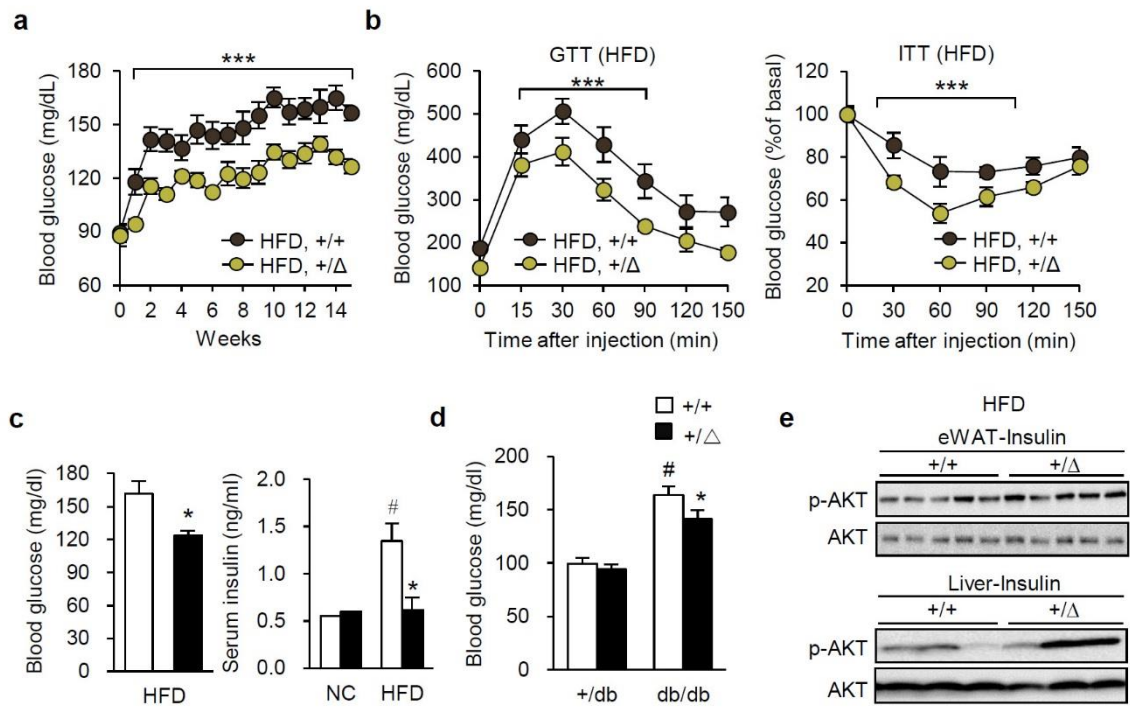 a
***
Blood glucose (mg/dL)
180
150
120
90
60
HFD, +/+
HFD, +/Δ
0 2 4 6 8 10 12 14
Weeks
b
GTT (HFD)
***
Blood glucose (mg/dL)
600
500
400
300
200
100
HFD, +/+
HFD, +/Δ
0 15 30 60 90 120 150
Time after injection (min)
ITT (HFD)
***
Blood glucose (%of basal)
120
100
80
60
40
20
HFD, +/+
HFD, +/Δ
0 30 60 90 120 150
Time after injection (min)
c
Blood glucose (mg/dl)
180
150
120
90
60
30
0
*
HFD
Serum insulin (ng/ml)
2.0
1.5
1.0
0.5
0.0
#
*
NC HFD
d
+/+
+/△
Blood glucose (mg/dl)
200
150
100
50
0
#
*
+/db db/db
e
HFD
eWAT-Insulin
+/+ +/Δ
p-AKT
AKT
Liver-Insulin
+/+ +/Δ
p-AKT
AKT